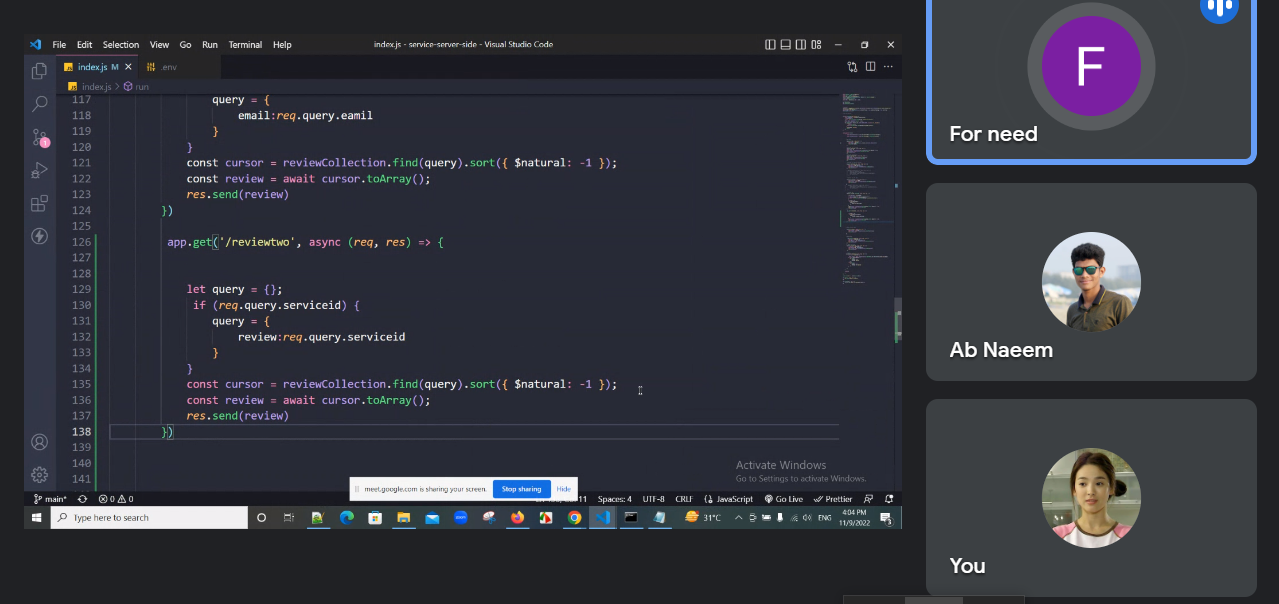 File Edit Selection View Go Run Terminal Help
index.js - service-server-side - Visual Studio Code
index.js M
.env
index.js > run
117 query = {
118 email:req.query.eamil
119 }
120 }
121 const cursor = reviewCollection.find(query).sort({ $natural: -1 });
122 const review = await cursor.toArray();
123 res.send(review)
124 })
125
126 app.get('/reviewtwo', async (req, res) => {
127
128
129 let query = {};
130 if (req.query.serviceid) {
131 query = {
132 review:req.query.serviceid
133 }
134 }
135 const cursor = reviewCollection.find(query).sort({ $natural: -1 });
136 const review = await cursor.toArray();
137 res.send(review)
138 })
139
140
141
Activate Windows
Go to Settings to activate Windows.
meet.google.com is sharing your screen.
Stop sharing
Hide
main*
0 0
Spaces: 4 UTF-8 CRLF JavaScript Go Live Prettier
Type here to search
31°C
ENG
4:04 PM
11/9/2022
F
For need
Ab Naeem
You